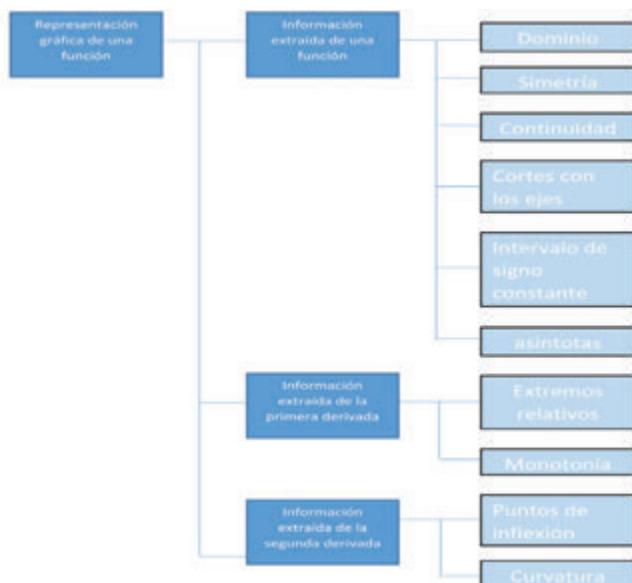 Representación
gráfica de una
función
Información
extraída de una
función
Dominio
Simetría
Continuidad
Cortes con
los ejes
Intervalo de
signo
constante
asíntotas
Información
extraída de la
primera derivada
Extremos
relativos
Monotonía
Información
extraída de la
segunda derivada
Puntos de
inflexión
Curvatura